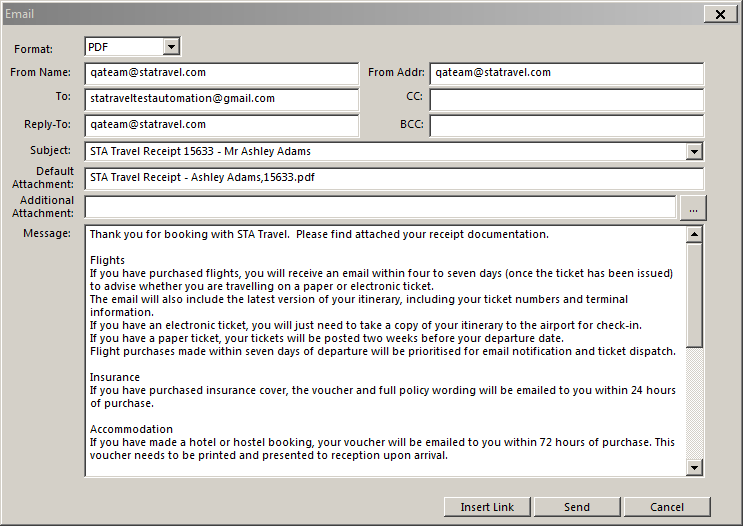 Email
Format: PDF
From Name: qateam@statravel.com From Addr: qateam@statravel.com
To: statraveltestautomation@gmail.com CC:
Reply-To: qateam@statravel.com BCC:
Subject: STA Travel Receipt 15633 - Mr Ashley Adams
Default
Attachment: STA Travel Receipt - Ashley Adams,15633.pdf
Additional
Attachment: ...
Message: Thank you for booking with STA Travel.  Please find attached your receipt documentation.
Flights
If you have purchased flights, you will receive an email within four to seven days (once the ticket has been issued)
to advise whether you are travelling on a paper or electronic ticket.
The email will also include the latest version of your itinerary, including your ticket numbers and terminal
information.
If you have an electronic ticket, you will just need to take a copy of your itinerary to the airport for check-in.
If you have a paper ticket, your tickets will be posted two weeks before your departure date.
Flight purchases made within seven days of departure will be prioritised for email notification and ticket dispatch.
Insurance
If you have purchased insurance cover, the voucher and full policy wording will be emailed to you within 24 hours
of purchase.
Accommodation
If you have made a hotel or hostel booking, your voucher will be emailed to you within 72 hours of purchase. This
voucher needs to be printed and presented to reception upon arrival.
Insert Link Send Cancel